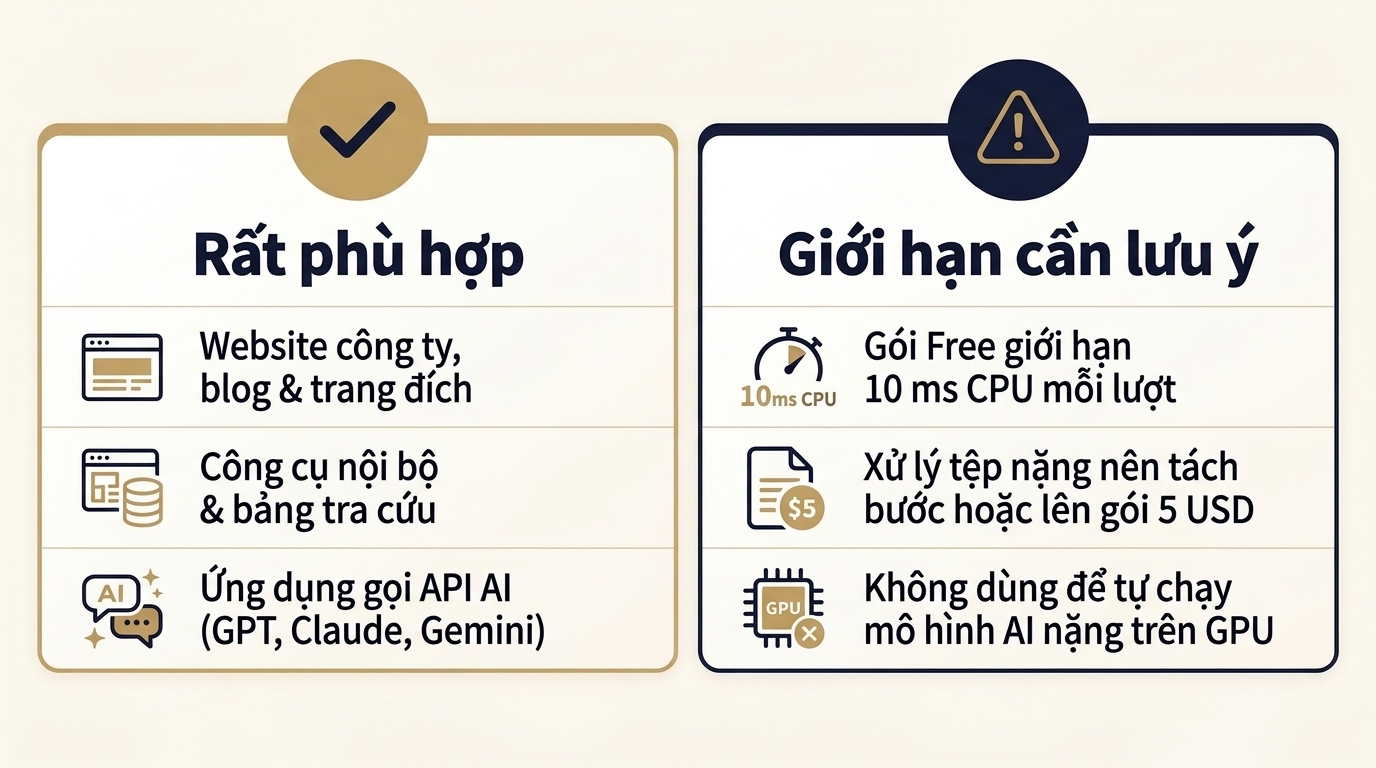 Rất phù hợp
Website công ty,
blog & trang đích
Công cụ nội bộ
& bảng tra cứu
AI
Ứng dụng gọi API AI
(GPT, Claude, Gemini)
Giới hạn cần lưu ý
10ms CPU
Gói Free giới hạn
10 ms CPU mỗi lượt
$5
Xử lý tệp nặng nên tách
bước hoặc lên gói 5 USD
GPU
Không dùng để tự chạy
mô hình AI nặng trên GPU